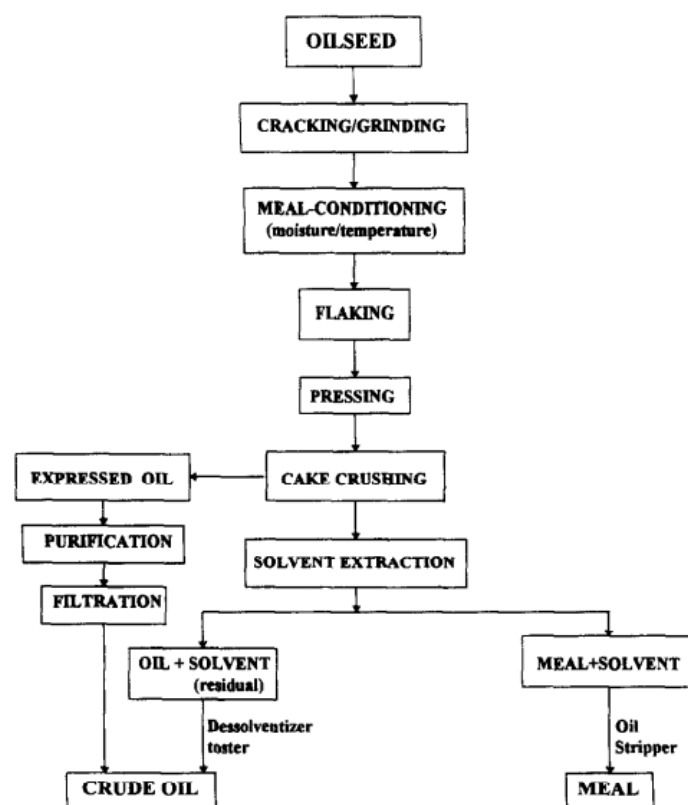 OILSEED
CRACKING/GRINDING
MEAL-CONDITIONING
(moisture/temperature)
FLAKING
PRESSING
EXPRESSED OIL
CAKE CRUSHING
PURIFICATION
SOLVENT EXTRACTION
FILTRATION
OIL + SOLVENT
(residual)
MEAL+SOLVENT
Dessolventizer
toster
Oil
Stripper
CRUDE OIL
MEAL